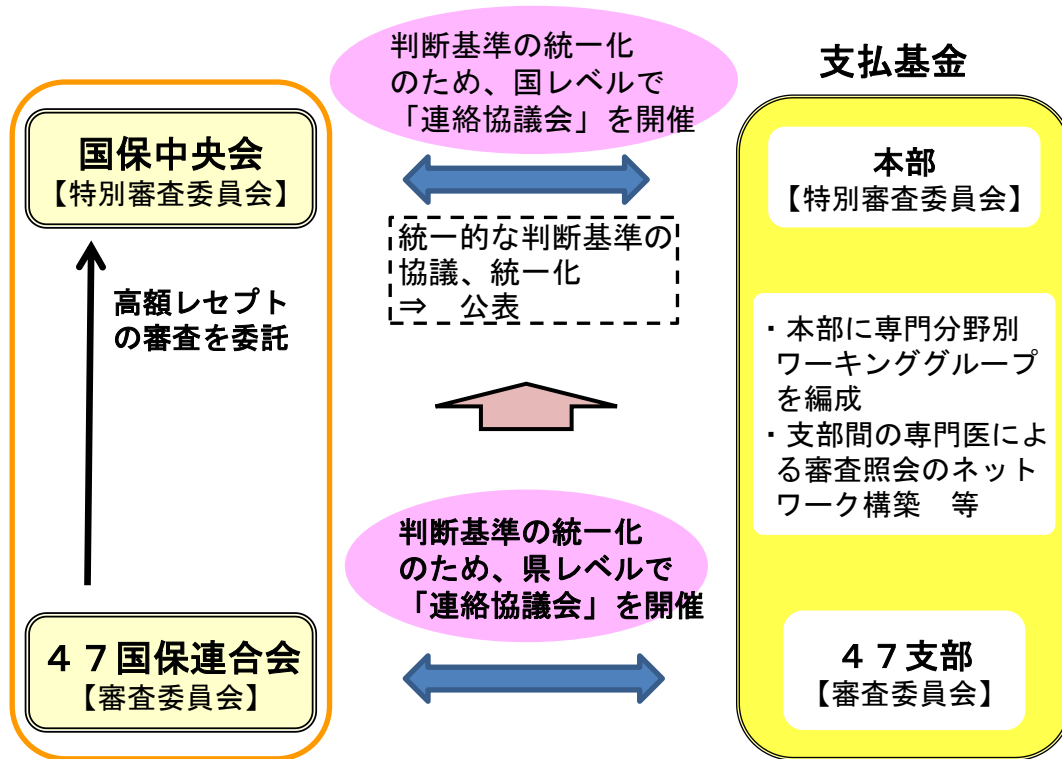 判断基準の統一化
のため、国レベルで
「連絡協議会」を開催
支払基金
国保中央会
【特別審査委員会】
本部
【特別審査委員会】
統一的な判断基準の
協議、統一化
⇒　公表
高額レセプト
の審査を委託
・本部に専門分野別
ワーキンググループ
を編成
・支部間の専門医によ
る審査照会のネット
ワーク構築　等
判断基準の統一化
のため、県レベルで
「連絡協議会」を開催
４７国保連合会
【審査委員会】
４７支部
【審査委員会】